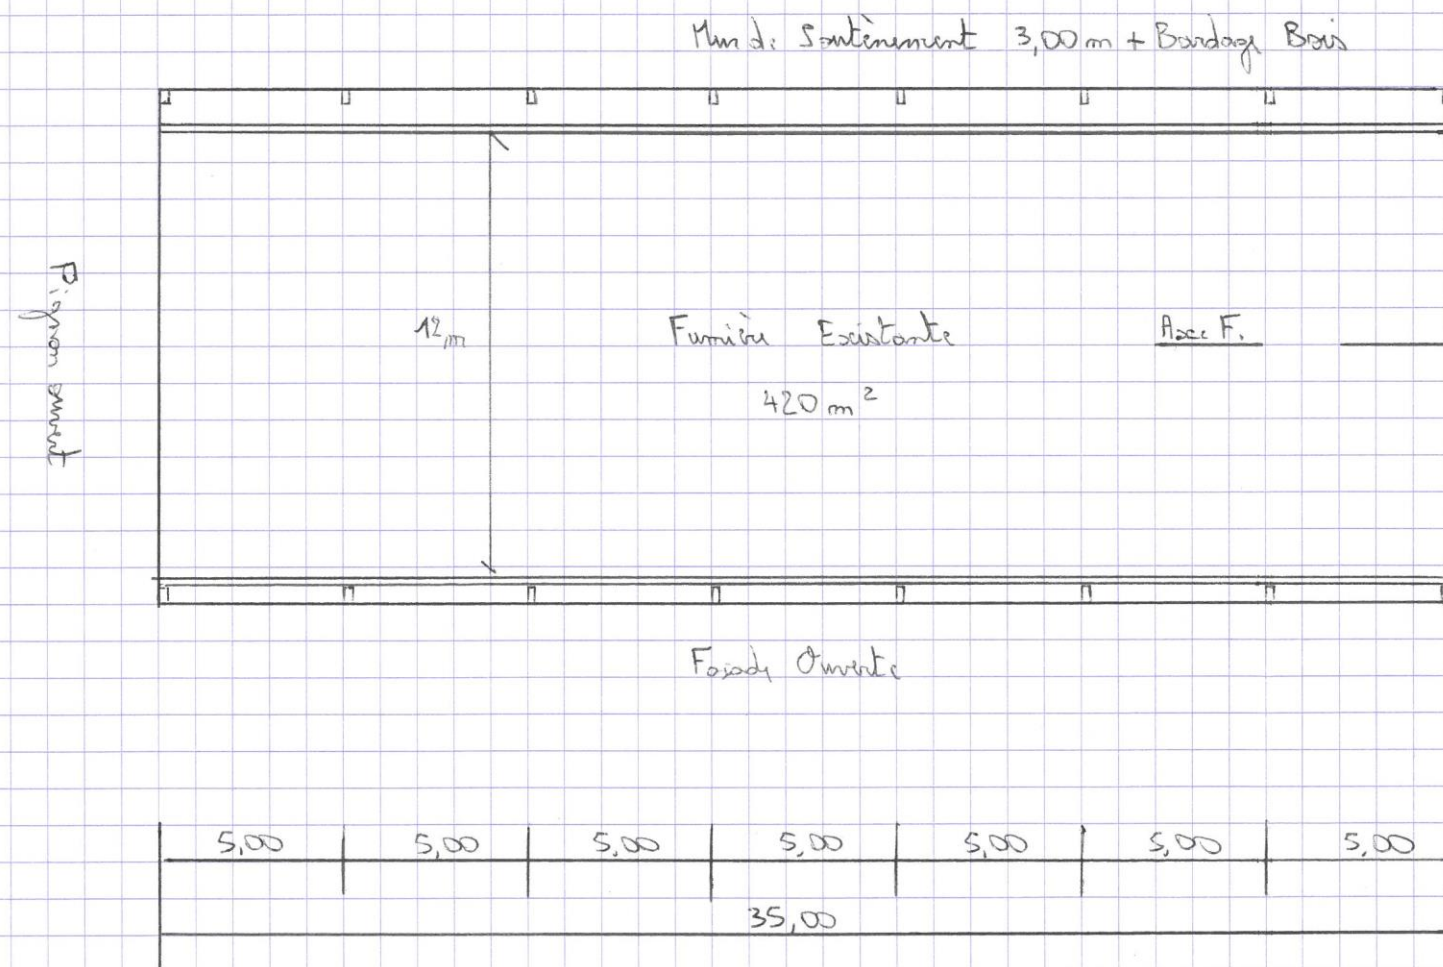 Mur de Soutènement 3,00 m + Bardage Bois
Pignon ouvert
12 m
Fumière Existante
420 m²
Axe F.
Façade Ouverte
5,00 5,00 5,00 5,00 5,00 5,00 5,00
35,00